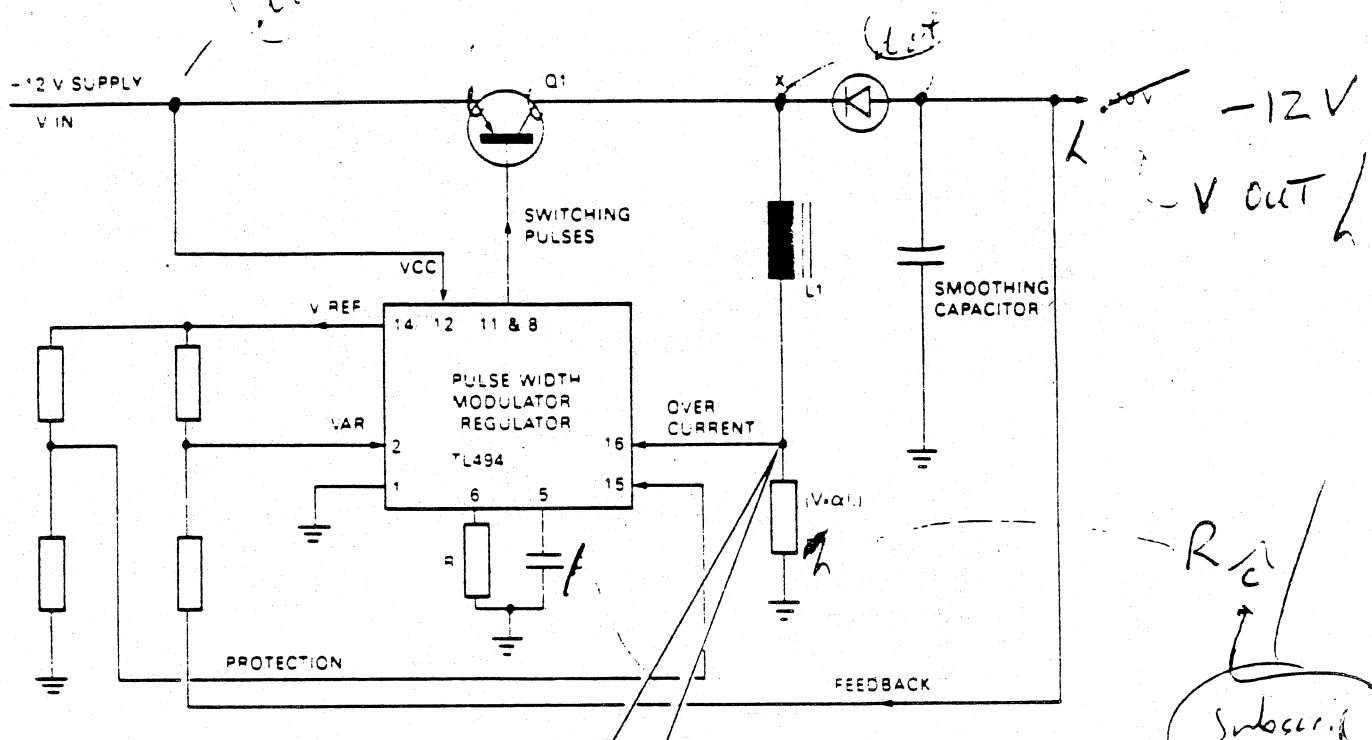 -12 V SUPPLY
V IN
Q1
X
-12V
V OUT
SWITCHING
PULSES
VCC
L1
SMOOTHING
CAPACITOR
V REF
14 12 11 & 8
PULSE WIDTH
MODULATOR
REGULATOR
TL494
VAR
2
OVER
CURRENT
16
1
15
6 5
R
c
PROTECTION
FEEDBACK